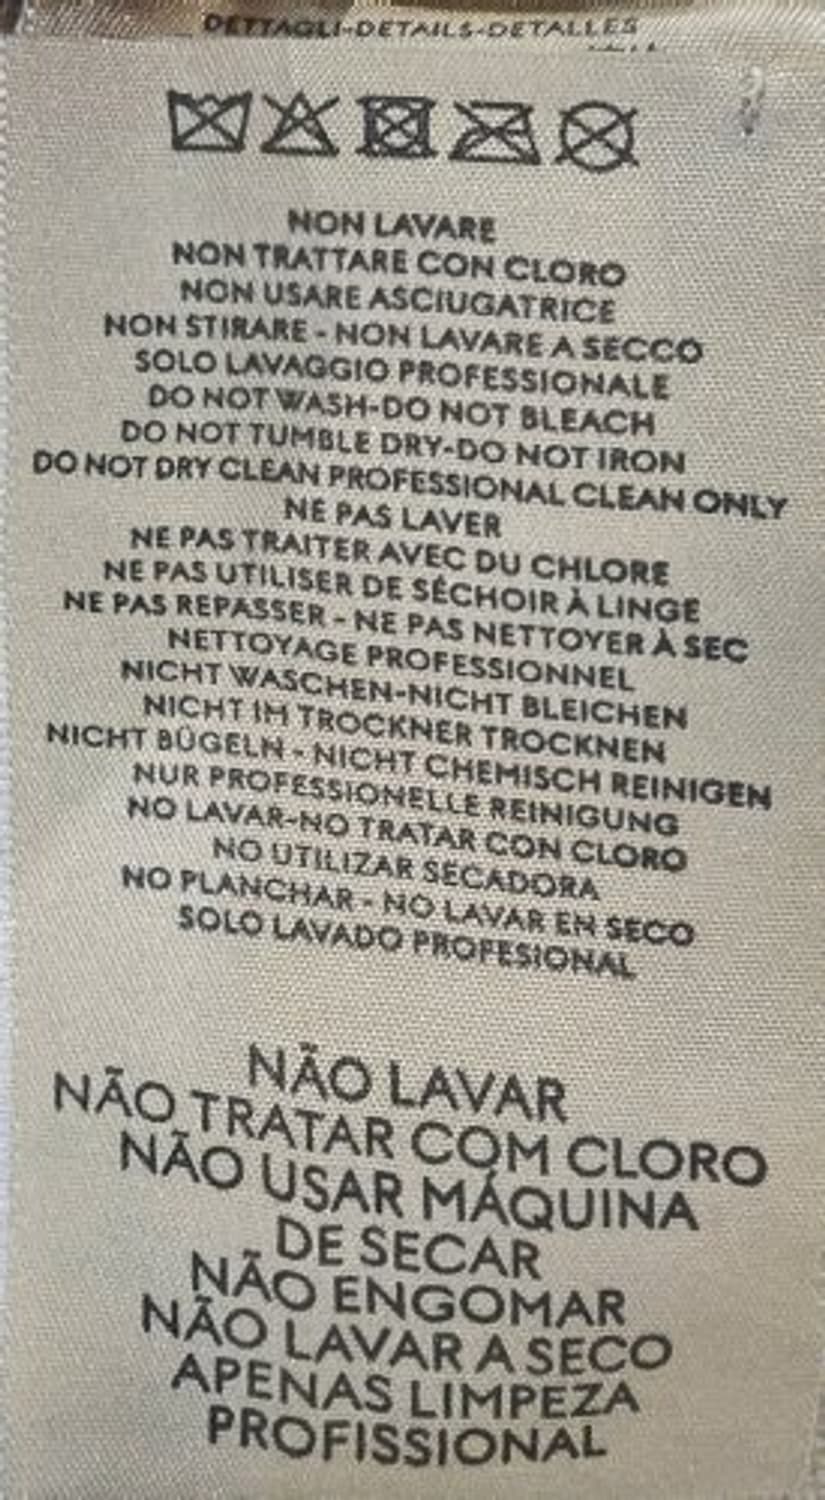 DETTAGLI-DETAILS-DETALLES
NON LAVARE
NON TRATTARE CON CLORO
NON USARE ASCIUGATRICE
NON STIRARE - NON LAVARE A SECCO
SOLO LAVAGGIO PROFESSIONALE
DO NOT WASH-DO NOT BLEACH
DO NOT TUMBLE DRY-DO NOT IRON
DO NOT DRY CLEAN PROFESSIONAL CLEAN ONLY
NE PAS LAVER
NE PAS TRAITER AVEC DU CHLORE
NE PAS UTILISER DE SÉCHOIR À LINGE
NE PAS REPASSER - NE PAS NETTOYER À SEC
NETTOYAGE PROFESSIONNEL
NICHT WASCHEN-NICHT BLEICHEN
NICHT IM TROCKNER TROCKNEN
NICHT BÜGELN - NICHT CHEMISCH REINIGEN
NUR PROFESSIONELLE REINIGUNG
NO LAVAR-NO TRATAR CON CLORO
NO UTILIZAR SECADORA
NO PLANCHAR - NO LAVAR EN SECO
SOLO LAVADO PROFESIONAL
NÃO LAVAR
NÃO TRATAR COM CLORO
NÃO USAR MÁQUINA
DE SECAR
NÃO ENGOMAR
NÃO LAVAR A SECO
APENAS LIMPEZA
PROFISSIONAL